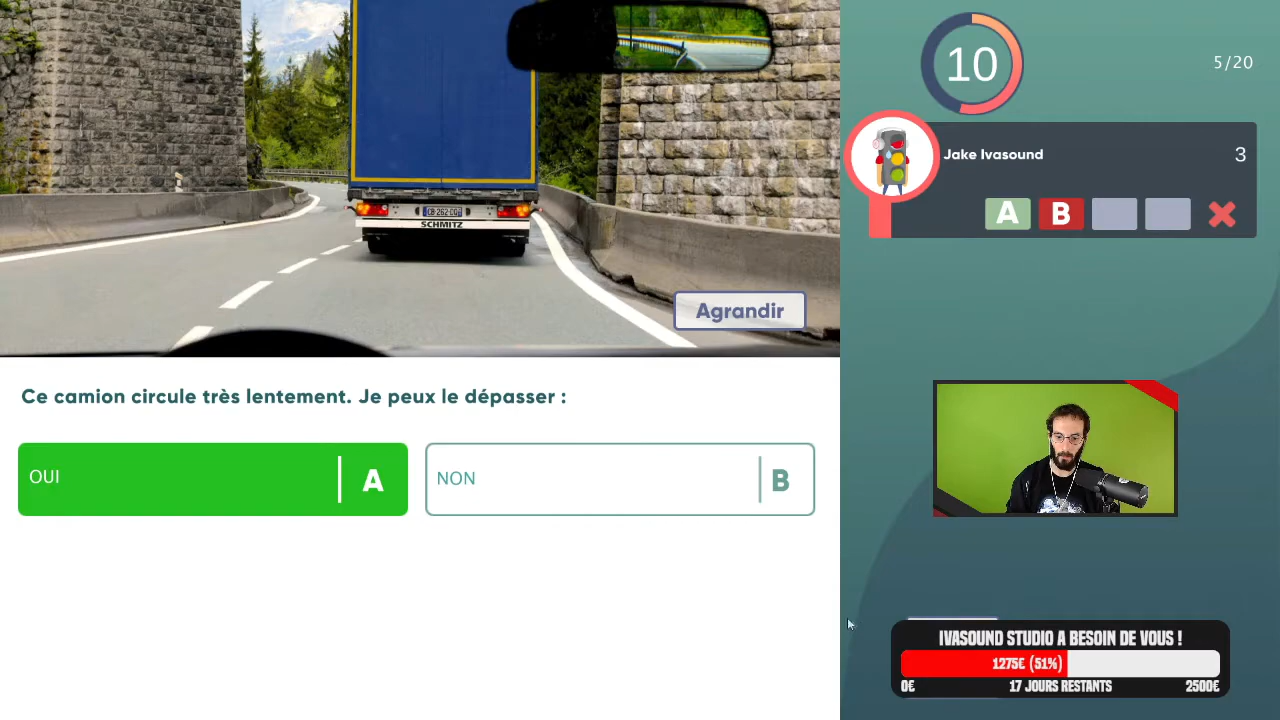 10
5/20
Jake Ivasound
3
A B
SCHMITZ
Agrandir
Ce camion circule très lentement. Je peux le dépasser :
OUI
A
NON
B
IVASOUND STUDIO A BESOIN DE VOUS !
1275€ (51%)
0€ 17 JOURS RESTANTS 2500€